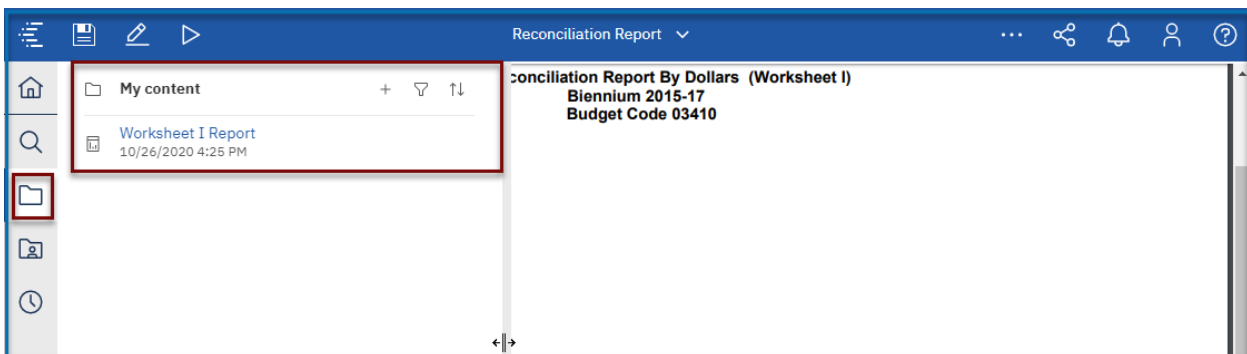 Reconciliation Report
My content
Worksheet I Report
10/26/2020 4:25 PM
conciliation Report By Dollars (Worksheet I)
Biennium 2015-17
Budget Code 03410